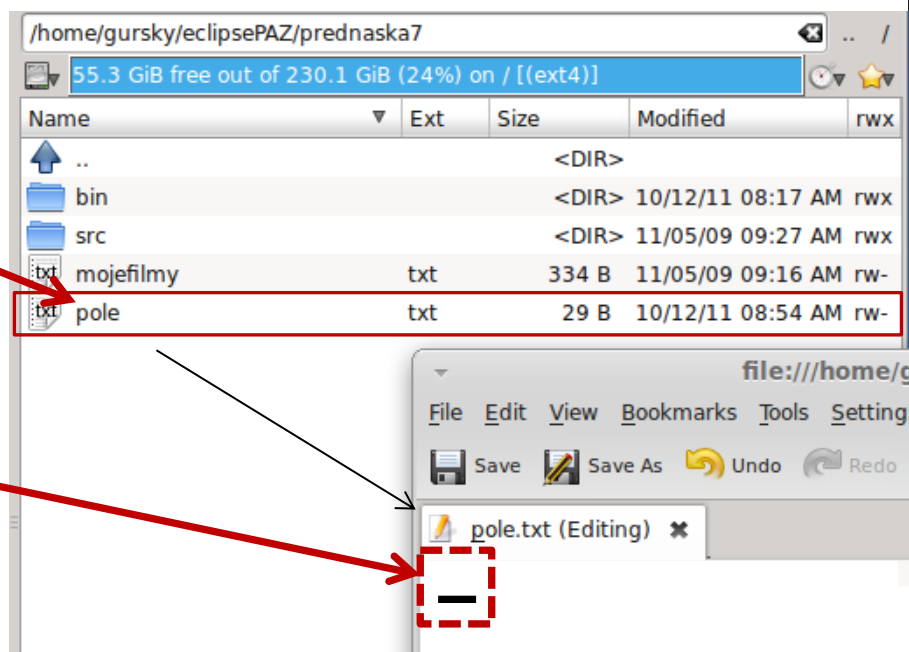 /home/gursky/eclipsePAZ/prednaska7 .. /
55.3 GiB free out of 230.1 GiB (24%) on / [(ext4)]
Name Ext Size Modified rwx
.. <DIR>
bin <DIR> 10/12/11 08:17 AM rwx
src <DIR> 11/05/09 09:27 AM rwx
txt mojefilmy txt 334 B 11/05/09 09:16 AM rw-
txt pole txt 29 B 10/12/11 08:54 AM rw-
file:///home/g
File Edit View Bookmarks Tools Setting
Save Save As Undo Redo
pole.txt (Editing)